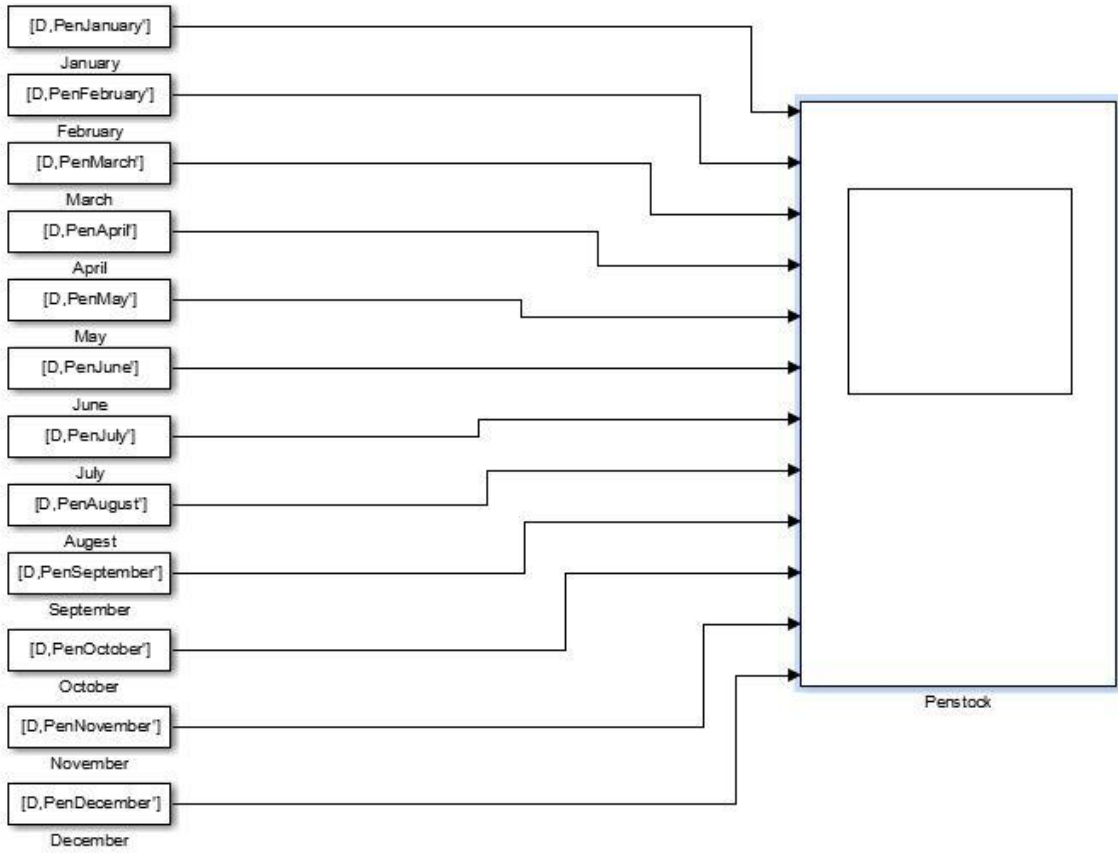 [D,PenJanuary']
January
[D,PenFebruary']
February
[D,PenMarch']
March
[D,PenApril']
April
[D,PenMay']
May
[D,PenJune']
June
[D,PenJuly']
July
[D,PenAugust']
Augest
[D,PenSeptember']
September
[D,PenOctober']
October
[D,PenNovember']
November
[D,PenDecember']
December
Penstock